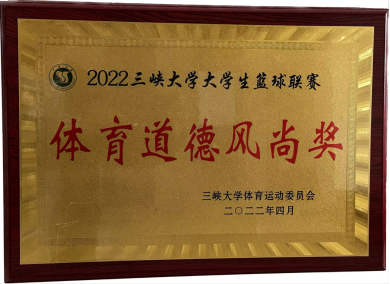 2022三峡大学大学生篮球联赛
体育道德风尚奖
三峡大学体育运动委员会
二〇二二年四月